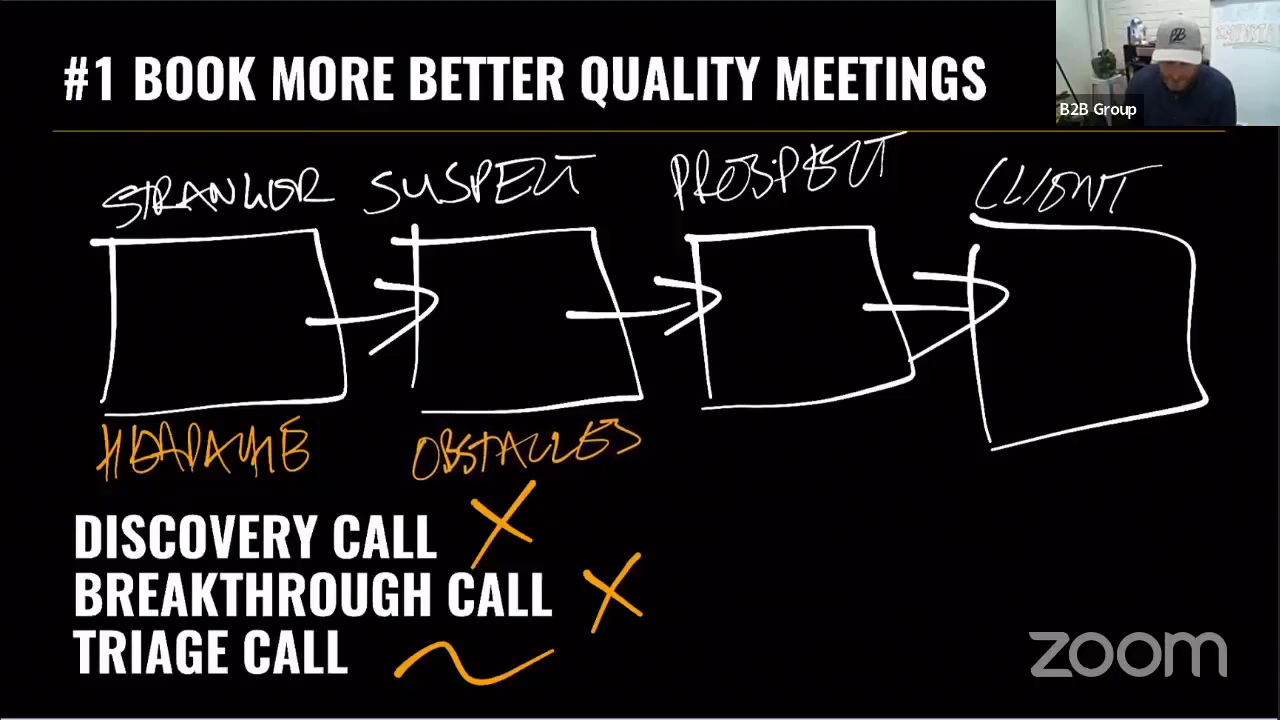 #1 BOOK MORE BETTER QUALITY MEETINGS
B2B Group
STRANGER SUSPECT PROSPECT CLIENT
HEADACHE OBSTACLES
DISCOVERY CALL X
BREAKTHROUGH CALL X
TRIAGE CALL ~
zoom